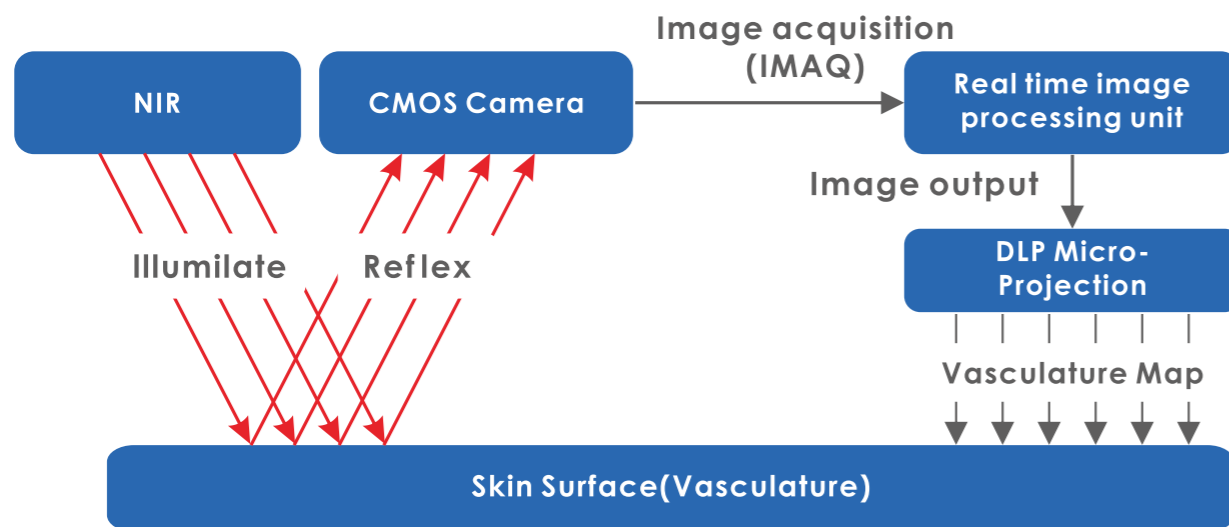 Image acquisition
(IMAQ)
NIR
CMOS Camera
Real time image
processing unit
Image output
Illumilate
Reflex
DLP Micro-
Projection
Vasculature Map
Skin Surface(Vasculature)